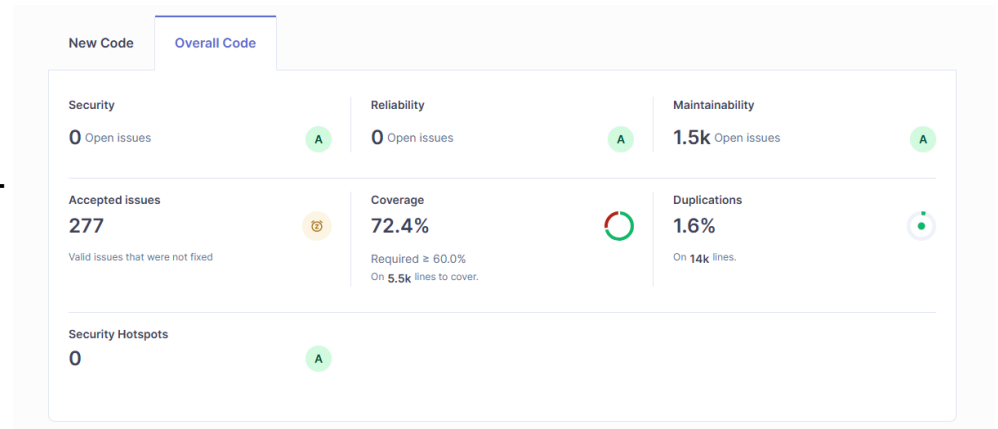 New Code Overall Code
Security Reliability Maintainability
0 Open issues A 0 Open issues A 1.5k Open issues A
Accepted issues Coverage Duplications
277 72.4% 1.6%
Valid issues that were not fixed Required ≥ 60.0% On 14k lines.
On 5.5k lines to cover.
Security Hotspots
0 A